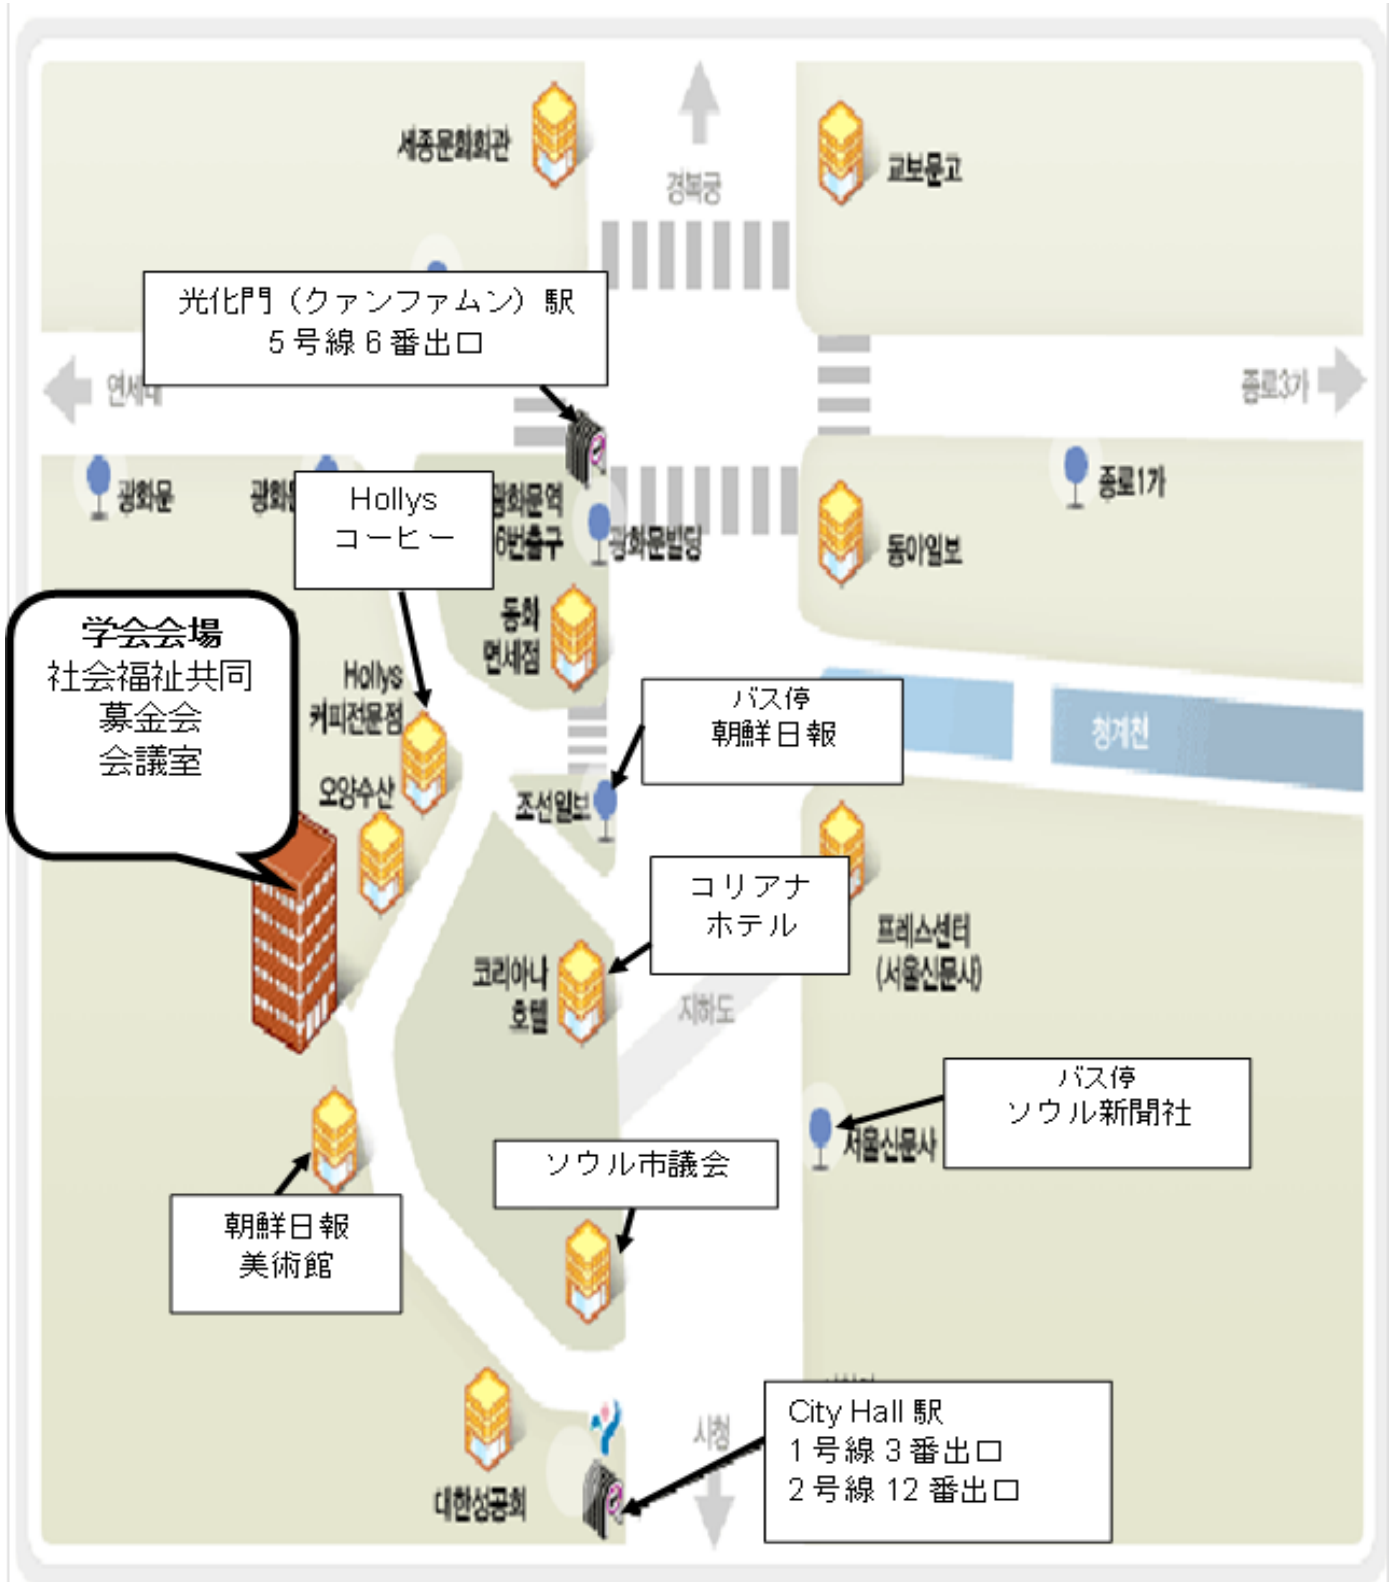 세종문화회관
교보문고
경복궁
光化門（クァンファムン）駅
５号線６番出口
연세대
종로3가
광화문
Hollys
コーヒー
광화문역
6번출구
광화문빌딩
동아일보
종로1가
동화
면세점
学会会場
社会福祉共同
募金会
会議室
Hollys
커피전문점
バス停
朝鮮日報
청계천
오양수산
조선일보
コリアナ
ホテル
프레스센터
(서울신문사)
코리아나
호텔
지하도
バス停
ソウル新聞社
서울신문사
ソウル市議会
朝鮮日報
美術館
City Hall 駅
１号線３番出口
２号線 12 番出口
시청
대한성공회